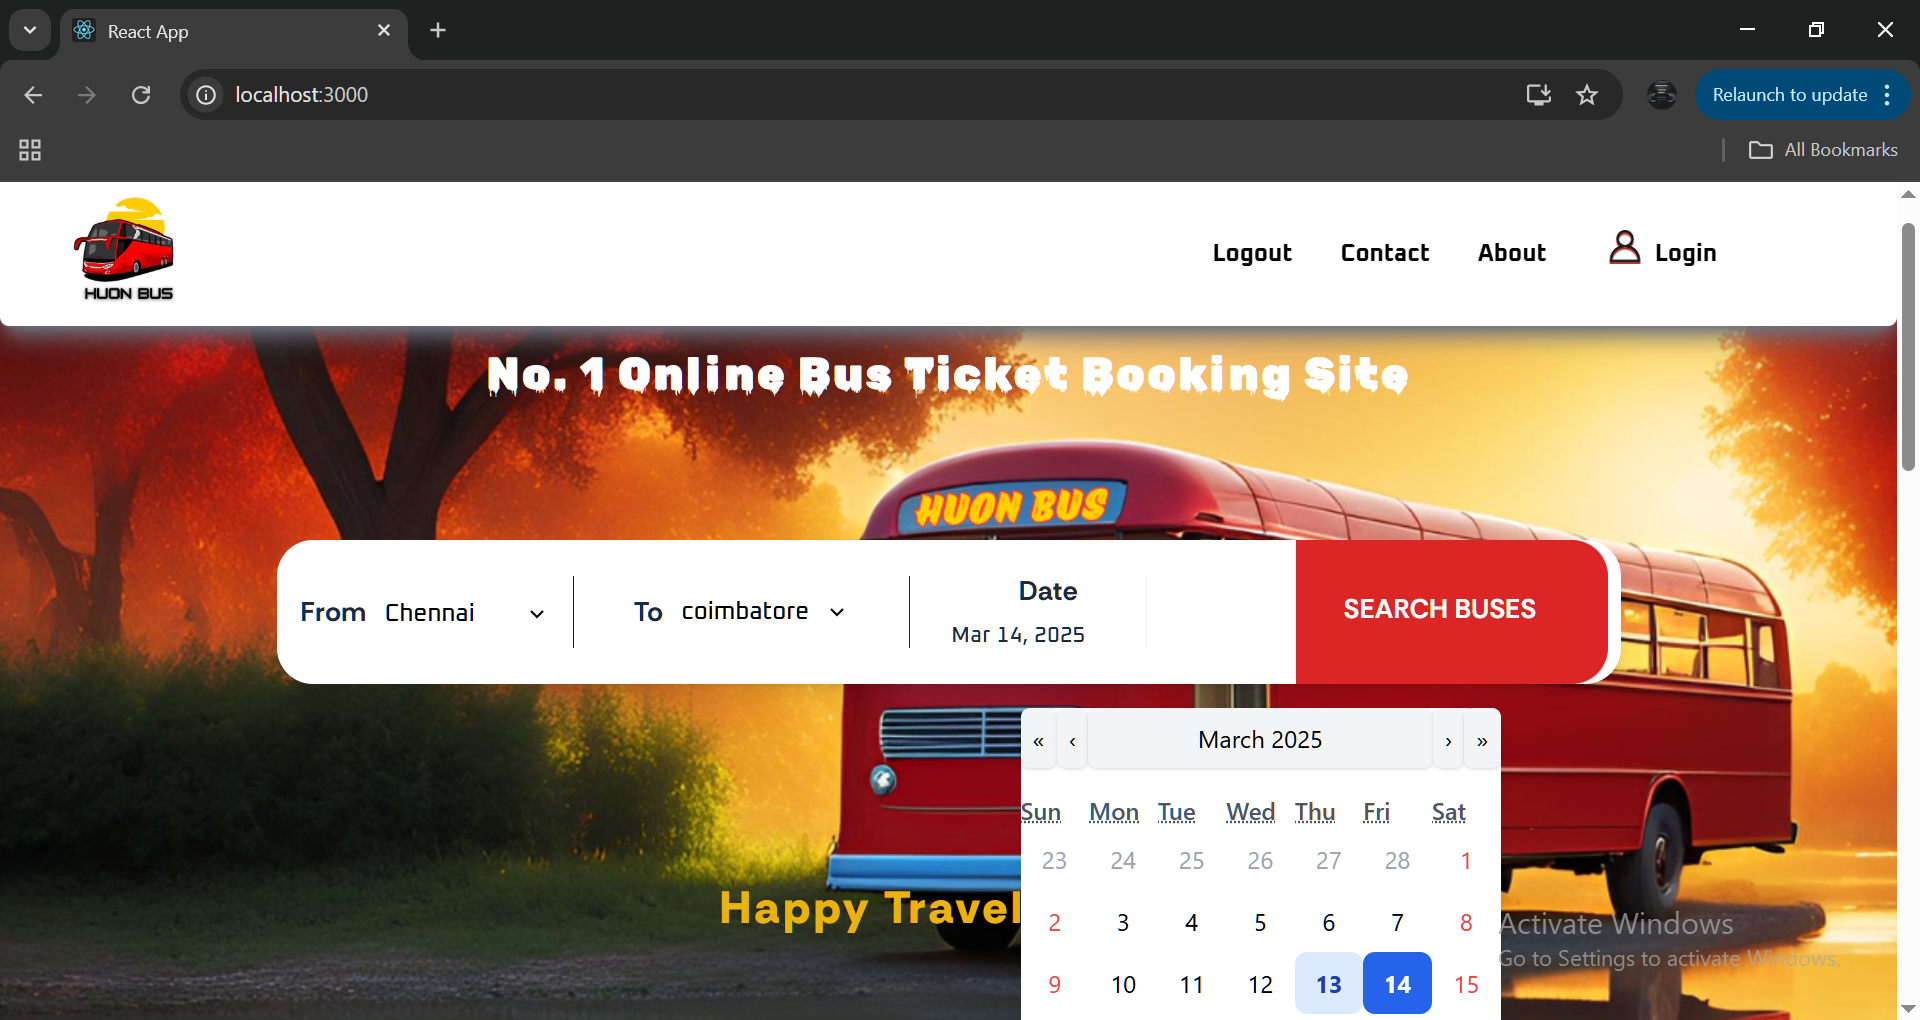 React App
localhost:3000
Relaunch to update
All Bookmarks
HUON BUS
Logout Contact About Login
No. 1 Online Bus Ticket Booking Site
HUON BUS
From Chennai To coimbatore Date
Mar 14, 2025
SEARCH BUSES
« ‹ March 2025 › »
Sun Mon Tue Wed Thu Fri Sat
23 24 25 26 27 28 1
2 3 4 5 6 7 8
9 10 11 12 13 14 15
Happy Travel
Activate Windows
Go to Settings to activate Windows.